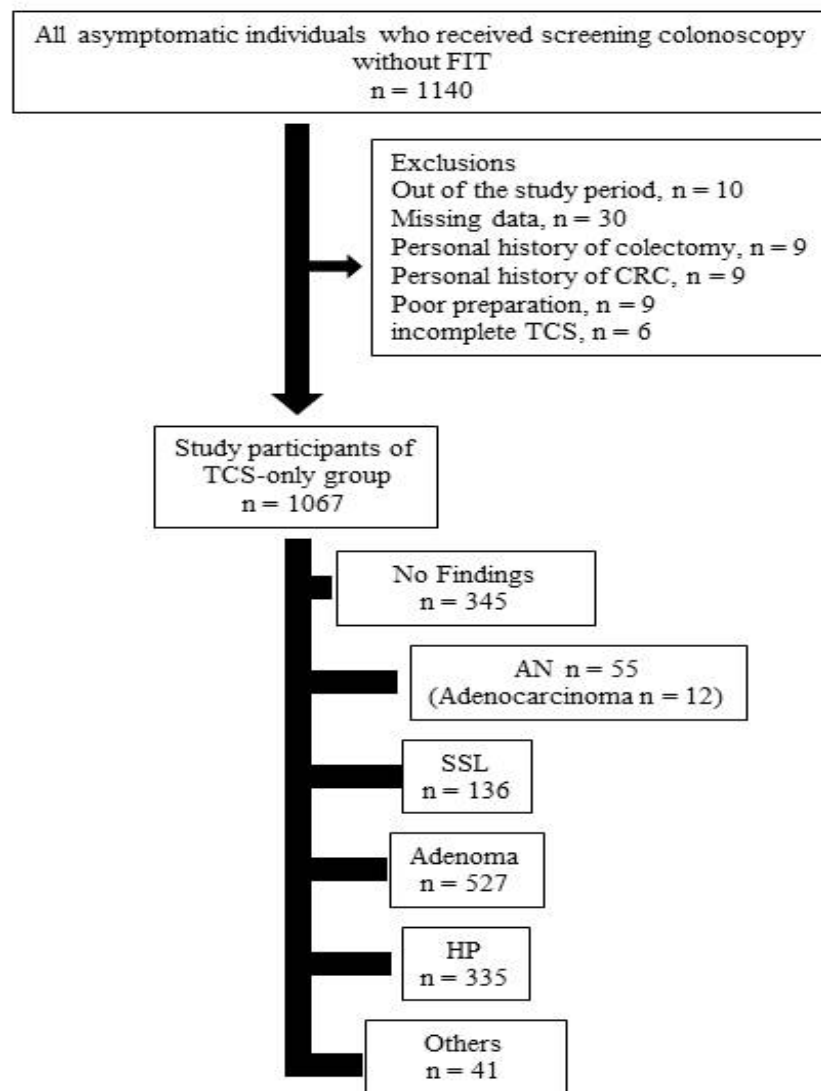 All asymptomatic individuals who received screening colonoscopy
without FIT
n = 1140
Exclusions
Out of the study period, n = 10
Missing data, n = 30
Personal history of colectomy, n = 9
Personal history of CRC, n = 9
Poor preparation, n = 9
incomplete TCS, n = 6
Study participants of
TCS-only group
n = 1067
No Findings
n = 345
AN n = 55
(Adenocarcinoma n = 12)
SSL
n = 136
Adenoma
n = 527
HP
n = 335
Others
n = 41